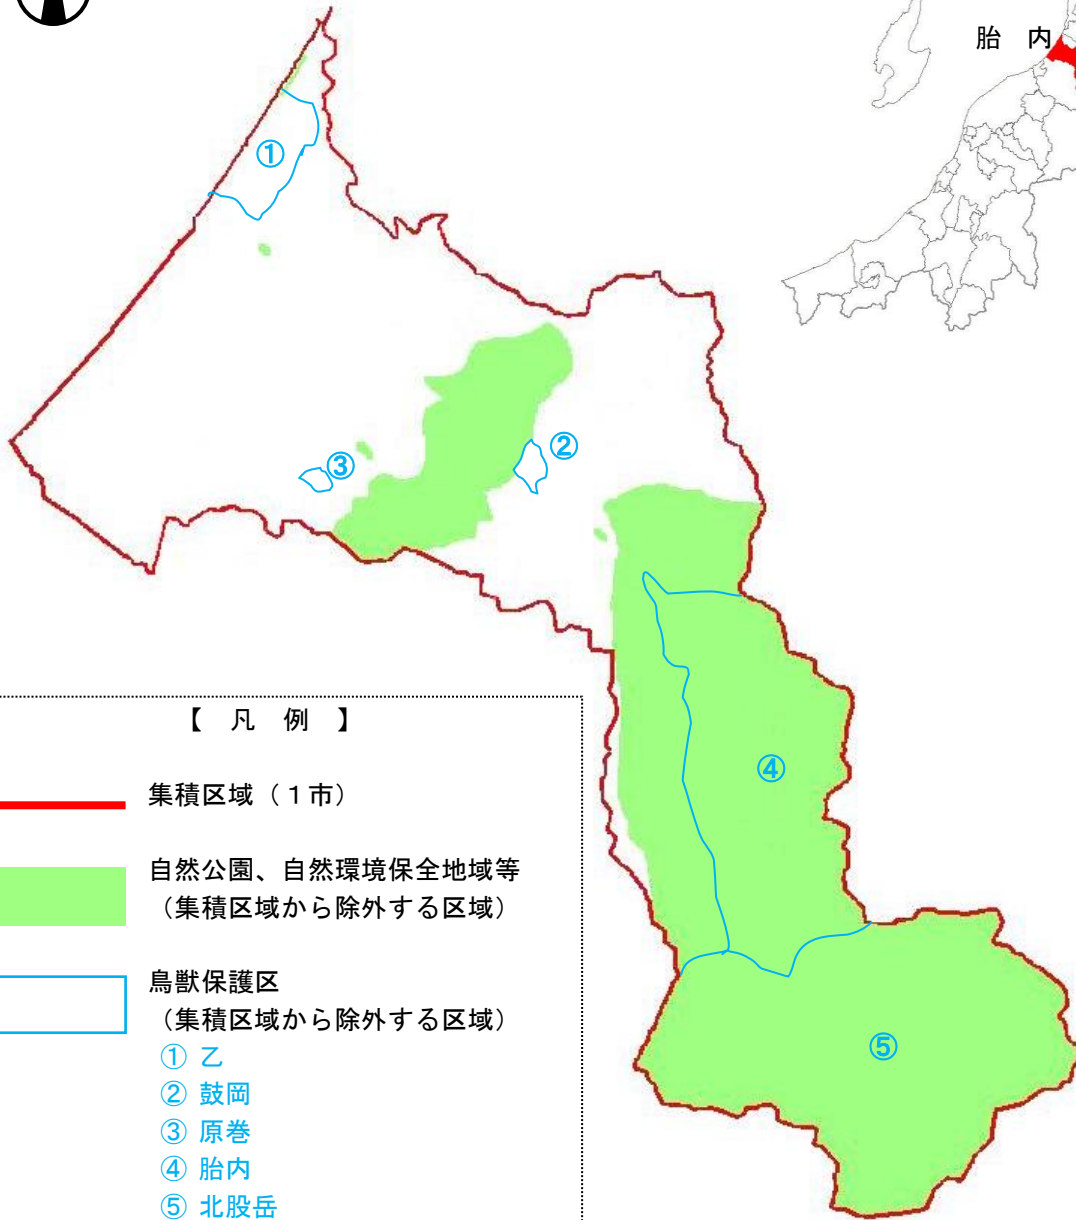 胎 内
①
②
③
④
⑤
【 凡 例 】
集積区域（１市）
自然公園、自然環境保全地域等
（集積区域から除外する区域）
鳥獣保護区
（集積区域から除外する区域）
① 乙
② 鼓岡
③ 原巻
④ 胎内
⑤ 北股岳